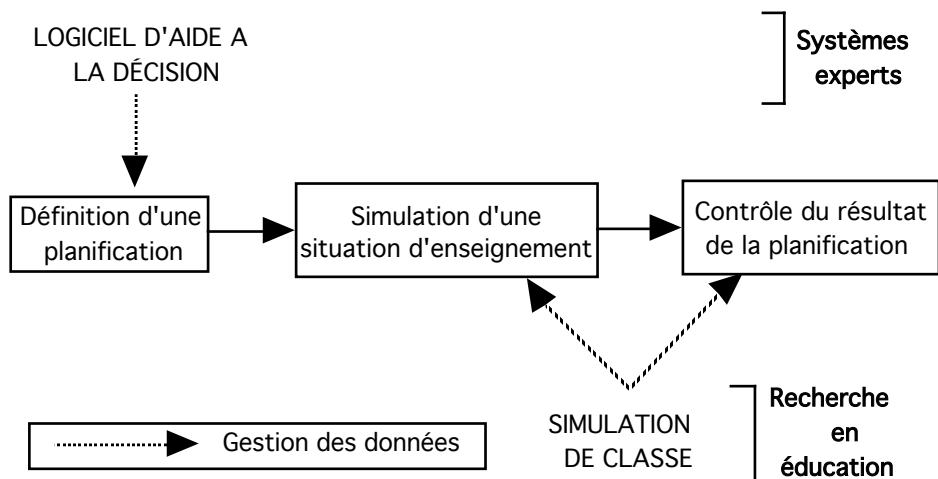 LOGICIEL D'AIDE A
LA DÉCISION
Systèmes
experts
Définition d'une
planification
Simulation d'une
situation d'enseignement
Contrôle du résultat
de la planification
SIMULATION
DE CLASSE
Recherche
en
éducation
Gestion des données